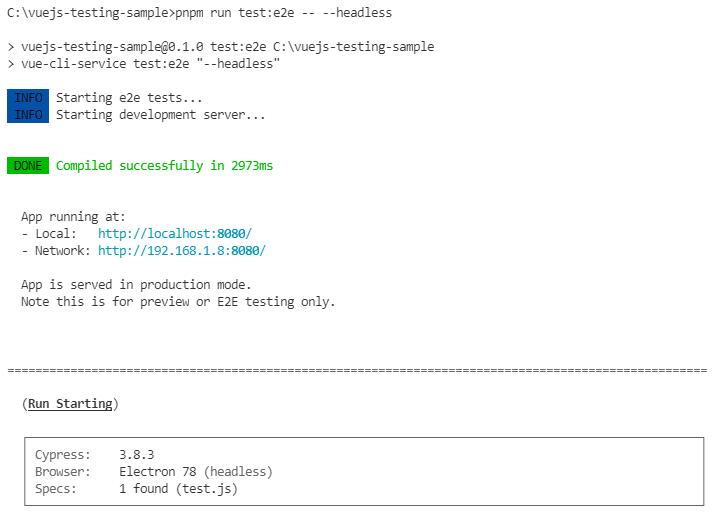 C:\vuejs-testing-sample>pnpm run test:e2e -- --headless
> vuejs-testing-sample@0.1.0 test:e2e C:\vuejs-testing-sample
> vue-cli-service test:e2e "--headless"
INFO Starting e2e tests...
INFO Starting development server...
DONE Compiled successfully in 2973ms
App running at:
- Local: http://localhost:8080/
- Network: http://192.168.1.8:8080/
App is served in production mode.
Note this is for preview or E2E testing only.
====================================================================================================
(Run Starting)
Cypress: 3.8.3
Browser: Electron 78 (headless)
Specs: 1 found (test.js)